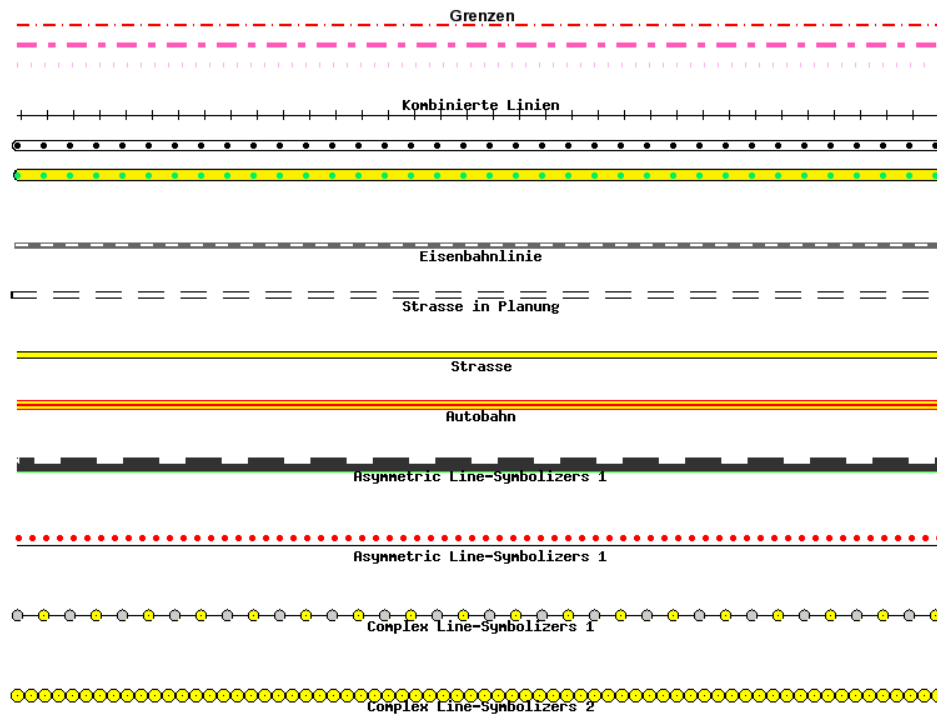 Grenzen
Kombinierte Linien
Eisenbahnlinie
Strasse in Planung
Strasse
Autobahn
Asymmetric Line-Symbolizers 1
Asymmetric Line-Symbolizers 1
Complex Line-Symbolizers 1
Complex Line-Symbolizers 2